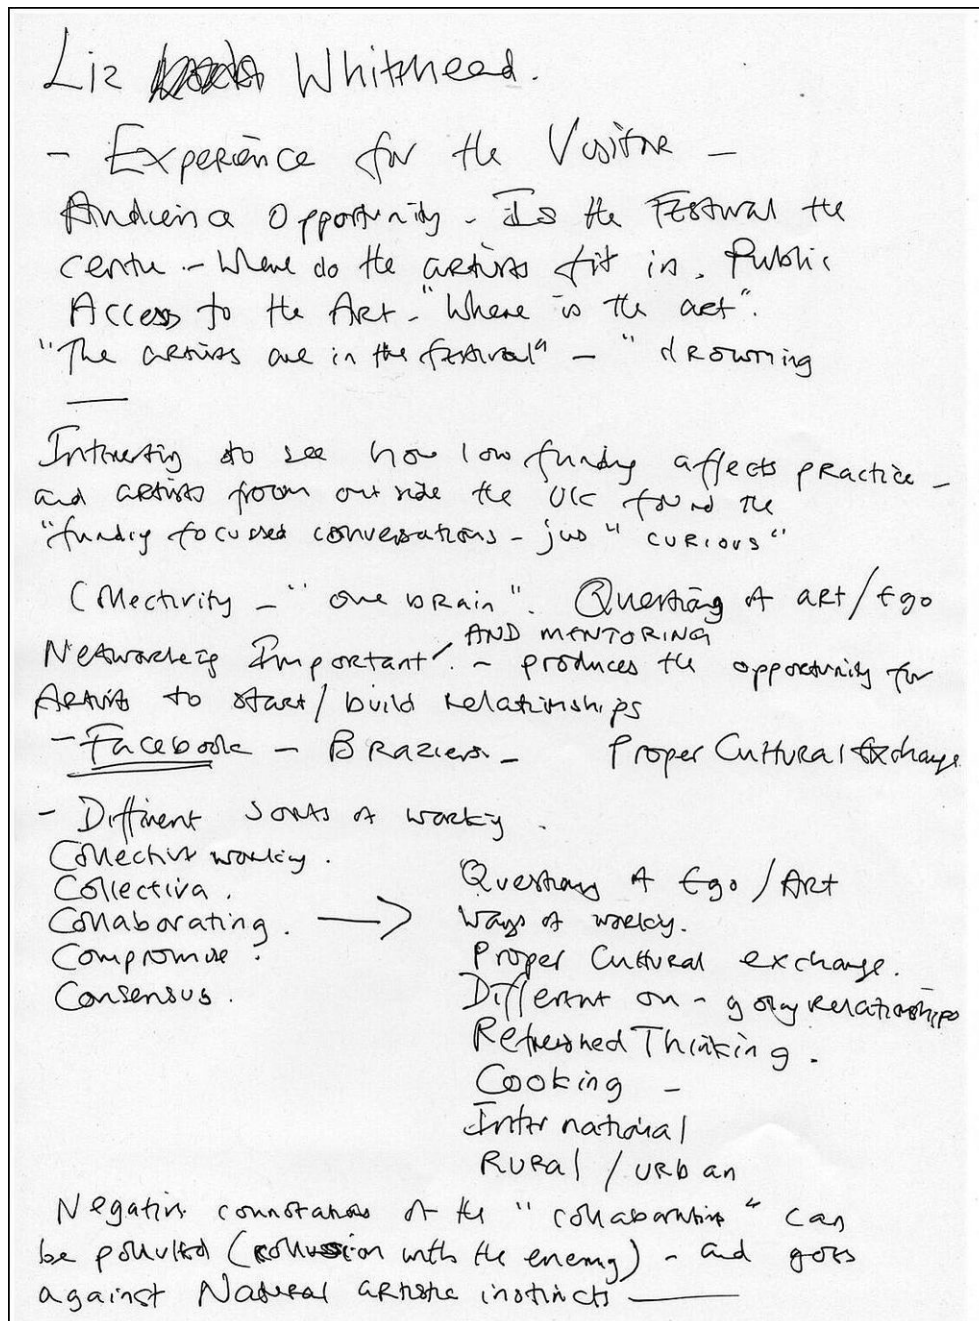 Liz Whitehead.
- Experience for the Visitor -
Audience Opportunity - Is the Festival the
centre - Where do the artists fit in. Public
Access to the Art - "Where is the art".
"The artists are in the festival" - "drowning
Interesting to see how low funding affects practice -
and artists from outside the UK found the
"funding focussed conversations - jus "curious"
Collectivity - "one brain". Questions of art/Ego
AND MENTORING
Networking Important - produces the opportunity for
Artists to start/build relationships
- Facebook - Braziers - Proper Cultural Exchange
- Different sorts of working.
Collective working.
Collective.
Collaborating. →
Compromise.
Consensus.
Questions of Ego/Art
Ways of working.
Proper Cultural exchange.
Different on-going Relationships
Refreshed Thinking.
Cooking -
International
Rural/urban
Negative connotations of the "collaborative" can
be polluted (collusion with the enemy) - and goes
against Natural artistic instincts